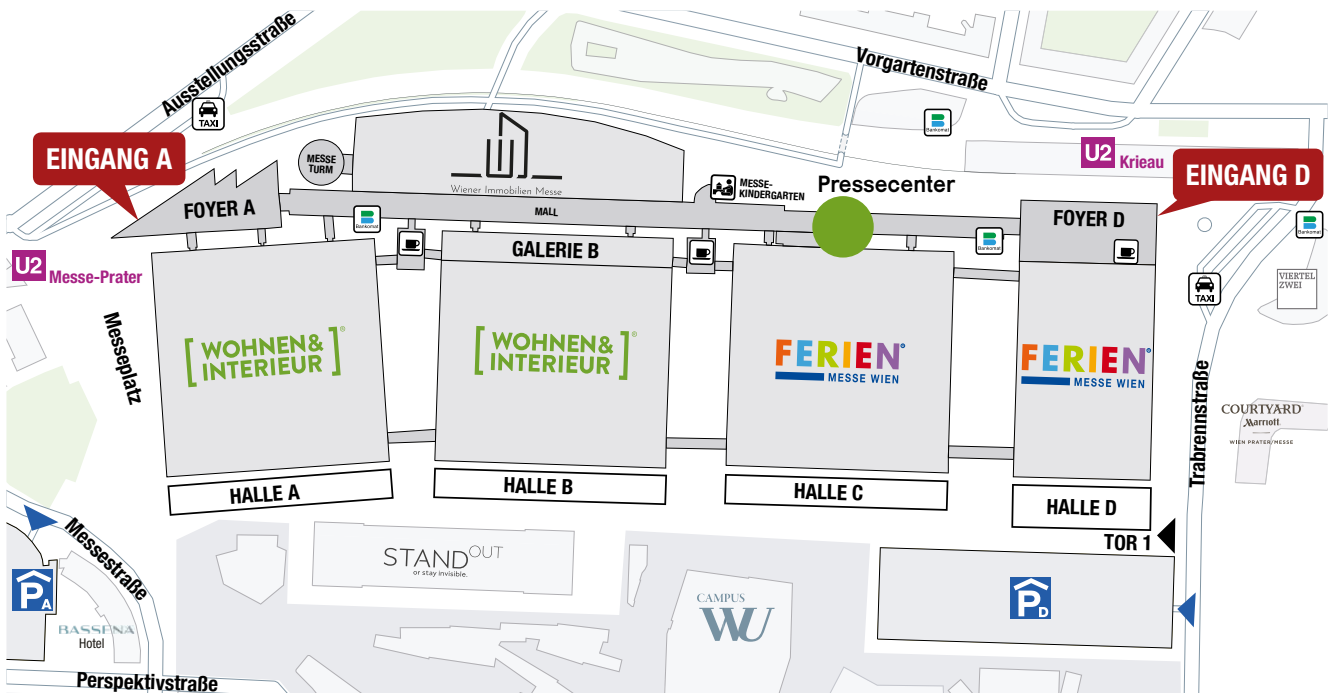 Ausstellungsstraße
Vorgartenstraße
TAXI
Bankomat
EINGANG A
MESSE
TURM
Wiener Immobilien Messe
U2 Krieau
EINGANG D
MESSE-
KINDERGARTEN
Pressecenter
FOYER A
MALL
FOYER D
Bankomat
Bankomat
Bankomat
GALERIE B
U2 Messe-Prater
TAXI
VIERTEL
ZWEI
Messeplatz
[ WOHNEN& INTERIEUR ]®
[ WOHNEN& INTERIEUR ]®
FERIEN
MESSE WIEN
FERIEN
MESSE WIEN
Trabrennstraße
COURTYARD
Marriott
WIEN PRATER/MESSE
HALLE A
HALLE B
HALLE C
HALLE D
TOR 1
Messestraße
STANDOUT
or stay invisible.
PA
CAMPUS
WU
PD
BASSENA
Hotel
Perspektivstraße